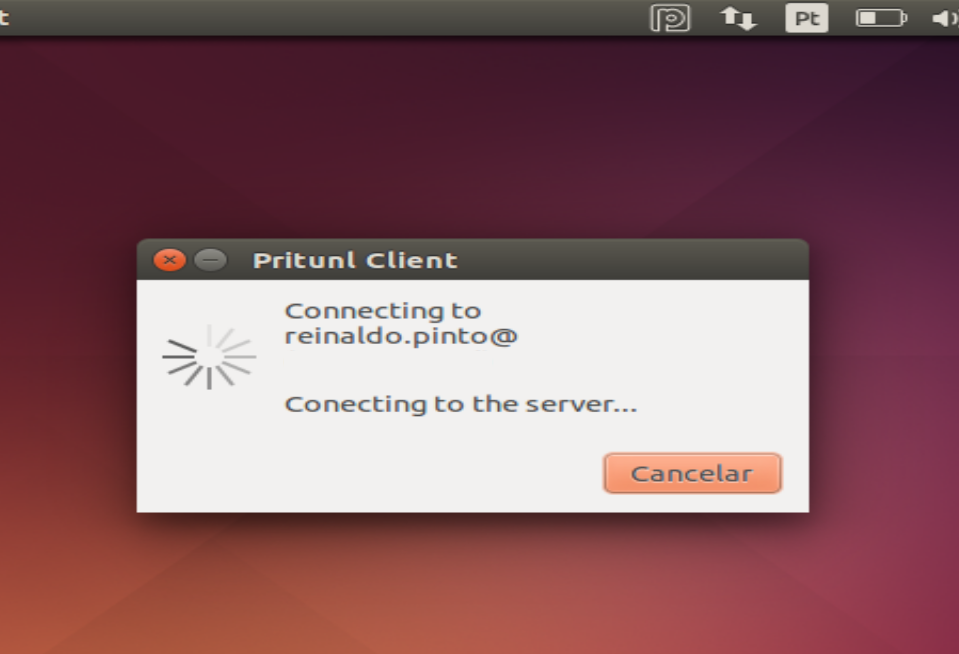 t
Pt
Pritunl Client
Connecting to
reinaldo.pinto@
Conecting to the server...
Cancelar